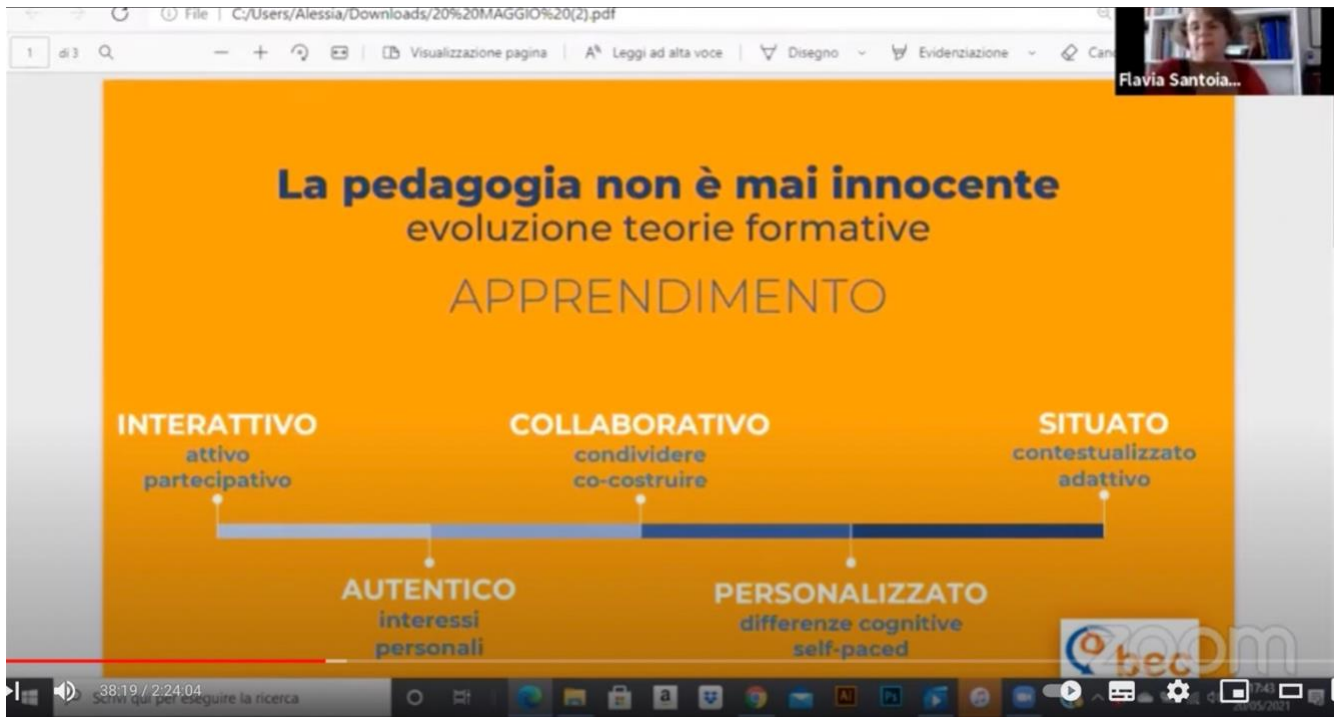 File | C:/Users/Alessia/Downloads/20%20MAGGIO%20(2).pdf
1 di 3 Visualizzazione pagina Leggi ad alta voce Disegno Evidenziazione Canc
Flavia Santoia...
La pedagogia non è mai innocente
evoluzione teorie formative
APPRENDIMENTO
INTERATTIVO
attivo
partecipativo
COLLABORATIVO
condividere
co-costruire
SITUATO
contestualizzato
adattivo
AUTENTICO
interessi
personali
PERSONALIZZATO
differenze cognitive
self-paced
zoom
bec
38:19 / 2:24:04
Scrivi qui per eseguire la ricerca
17:43
20/05/2021